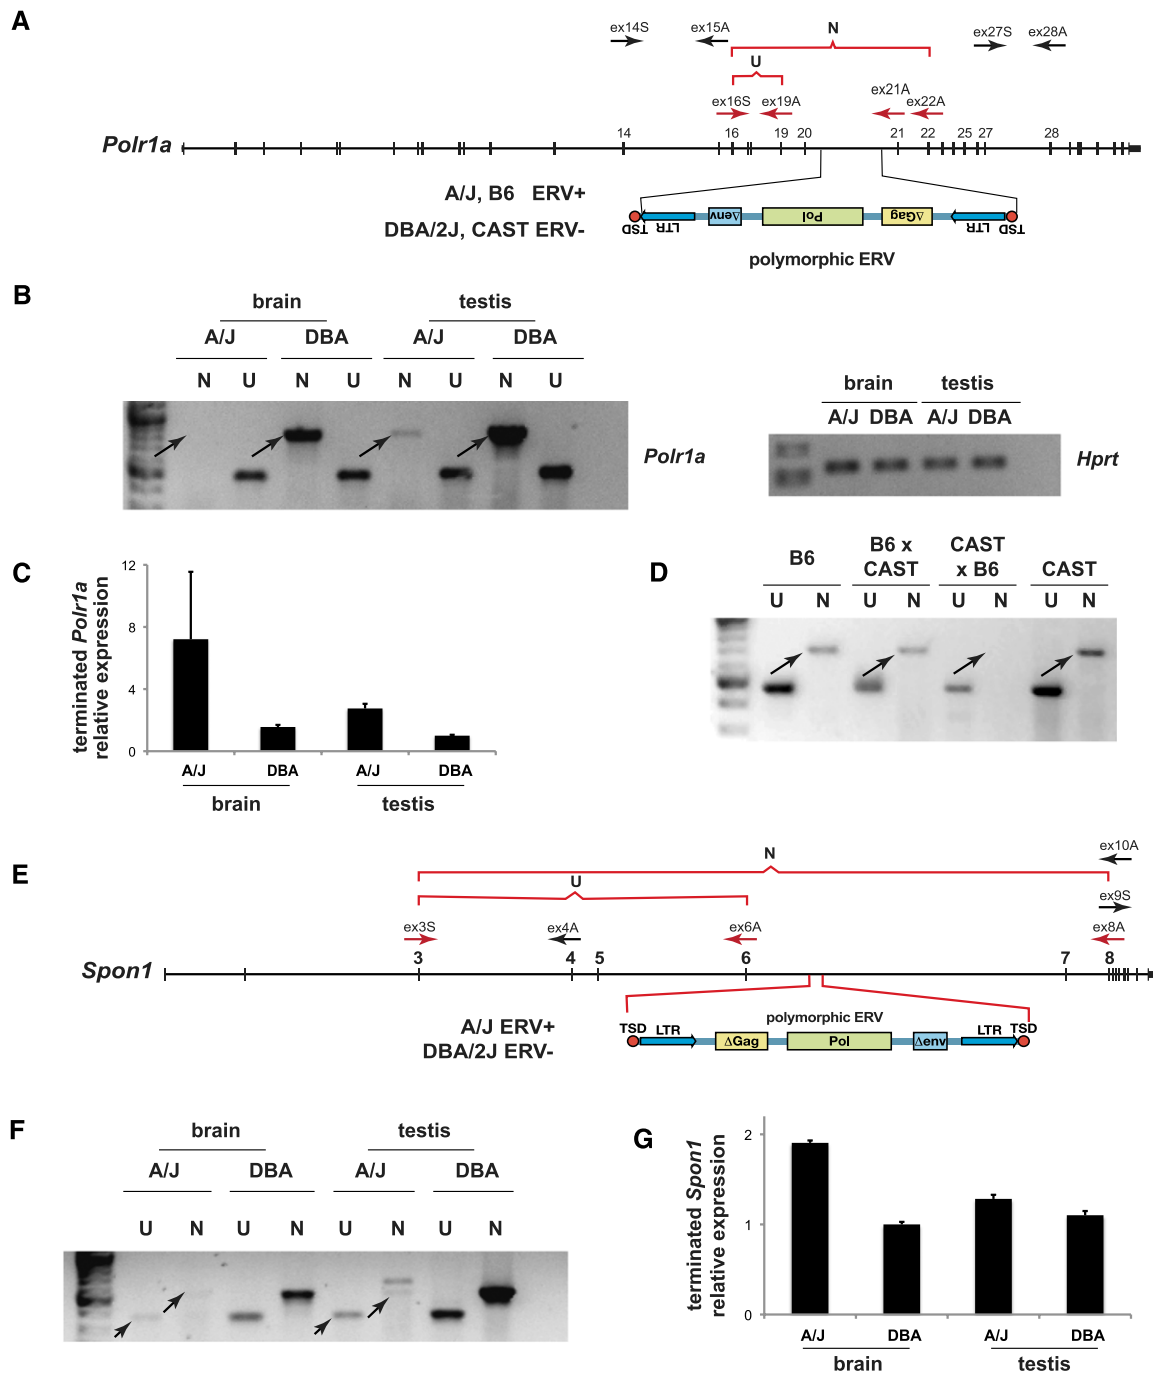 A
ex14S ex15A N ex27S ex28A
U
ex21A
ex16S ex19A ex22A
Polr1a 14 16 19 20 21 22 25 27 28
A/J, B6 ERV+
DBA/2J, CAST ERV-
TSD LTR Δenv Pol ΔGag LTR TSD
polymorphic ERV
B
brain testis
A/J DBA A/J DBA
N U N U N U N U
Polr1a
brain testis
A/J DBA A/J DBA
Hprt
C
terminated Polr1a
relative expression
12
8
4
0
A/J DBA A/J DBA
brain testis
D
B6 B6 x CAST CAST x B6 CAST
U N U N U N U N
E
N ex10A
U ex9S
ex3S ex4A ex6A ex8A
Spon1 3 4 5 6 7 8
A/J ERV+
DBA/2J ERV-
polymorphic ERV
TSD LTR ΔGag Pol Δenv LTR TSD
F
brain testis
A/J DBA A/J DBA
U N U N U N U N
G
terminated Spon1
relative expression
2
1
0
A/J DBA A/J DBA
brain testis